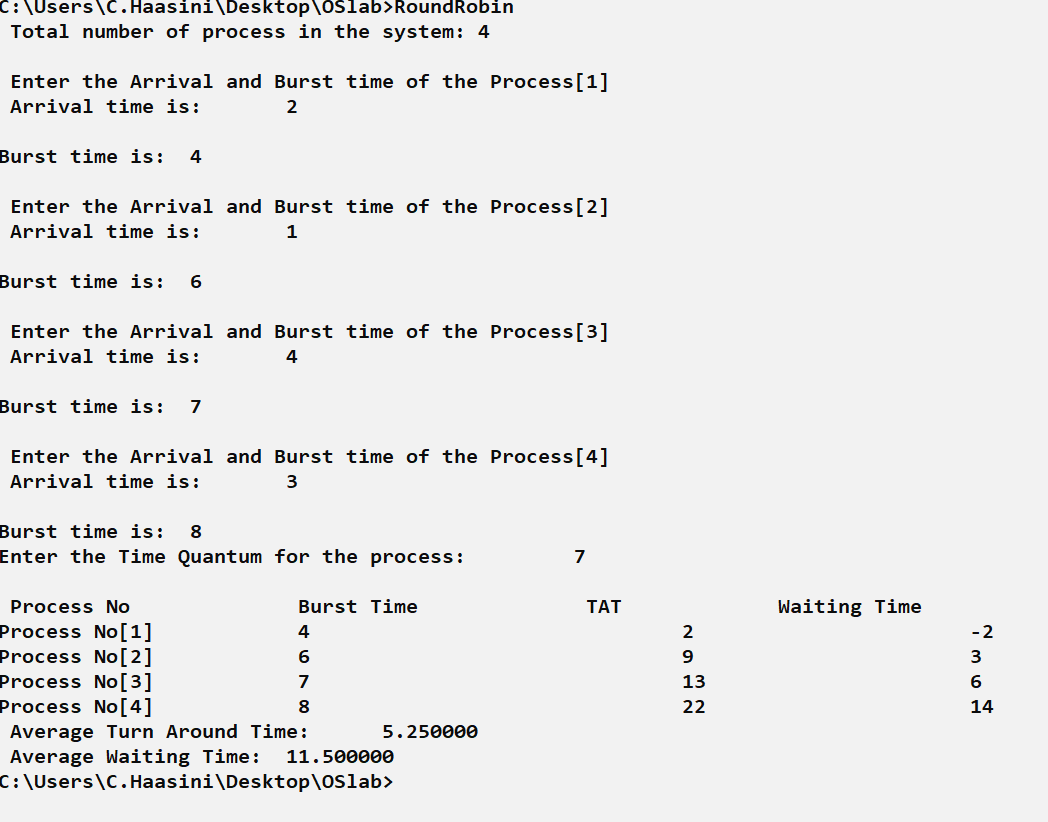 C:\Users\C.Haasini\Desktop\OSlab>RoundRobin
Total number of process in the system: 4
Enter the Arrival and Burst time of the Process[1]
Arrival time is: 2
Burst time is: 4
Enter the Arrival and Burst time of the Process[2]
Arrival time is: 1
Burst time is: 6
Enter the Arrival and Burst time of the Process[3]
Arrival time is: 4
Burst time is: 7
Enter the Arrival and Burst time of the Process[4]
Arrival time is: 3
Burst time is: 8
Enter the Time Quantum for the process: 7
Process No Burst Time TAT Waiting Time
Process No[1] 4 2 -2
Process No[2] 6 9 3
Process No[3] 7 13 6
Process No[4] 8 22 14
Average Turn Around Time: 5.250000
Average Waiting Time: 11.500000
C:\Users\C.Haasini\Desktop\OSlab>